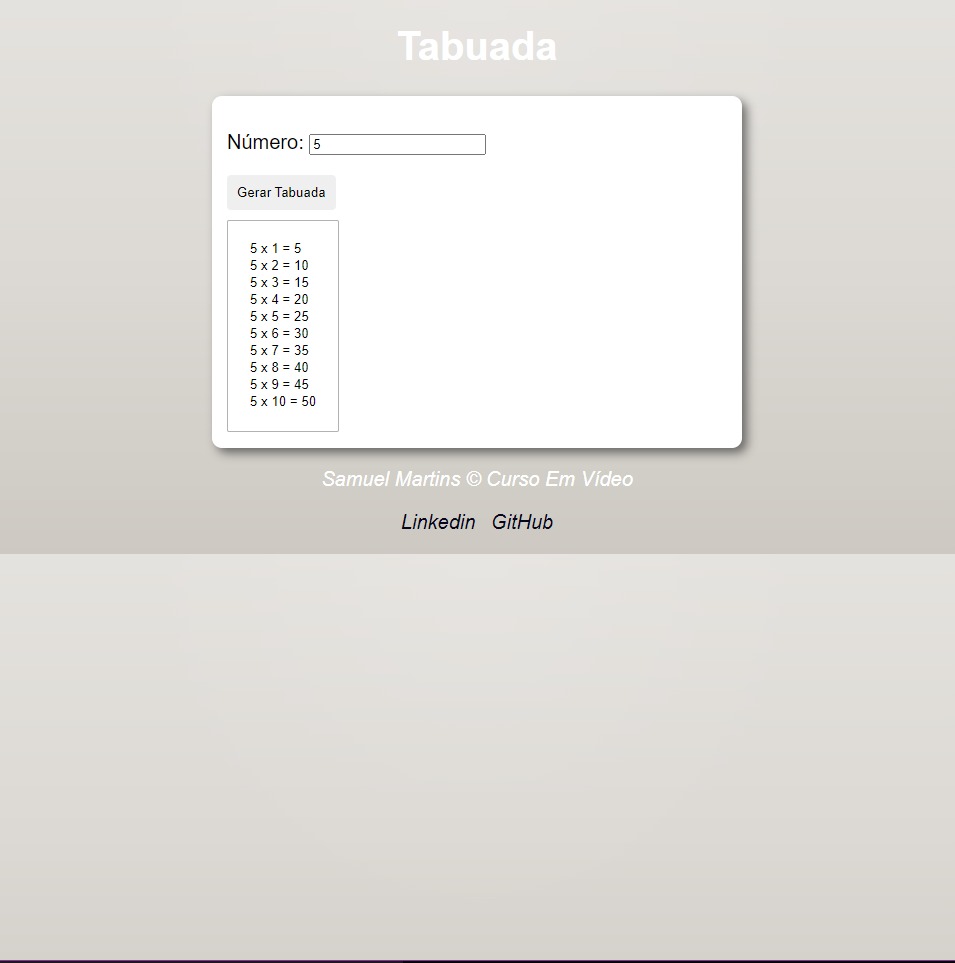 Tabuada
Número: 5
Gerar Tabuada
5 x 1 = 5
5 x 2 = 10
5 x 3 = 15
5 x 4 = 20
5 x 5 = 25
5 x 6 = 30
5 x 7 = 35
5 x 8 = 40
5 x 9 = 45
5 x 10 = 50
Samuel Martins © Curso Em Vídeo
Linkedin GitHub